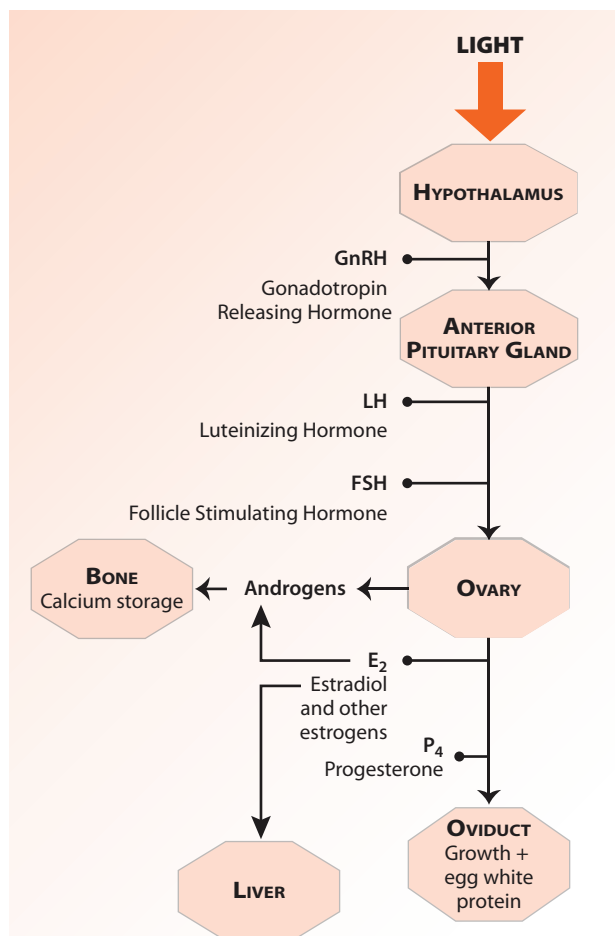 LIGHT
HYPOTHALAMUS
GnRH
Gonadotropin
Releasing Hormone
ANTERIOR
PITUITARY GLAND
LH
Luteinizing Hormone
FSH
Follicle Stimulating Hormone
BONE
Calcium storage
Androgens
OVARY
E₂
Estradiol
and other
estrogens
P₄
Progesterone
OVIDUCT
Growth +
egg white
protein
LIVER